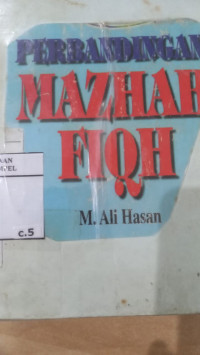 PERBANDINGAN
MAZHAB
FIQH
M. Ali Hasan
c.5